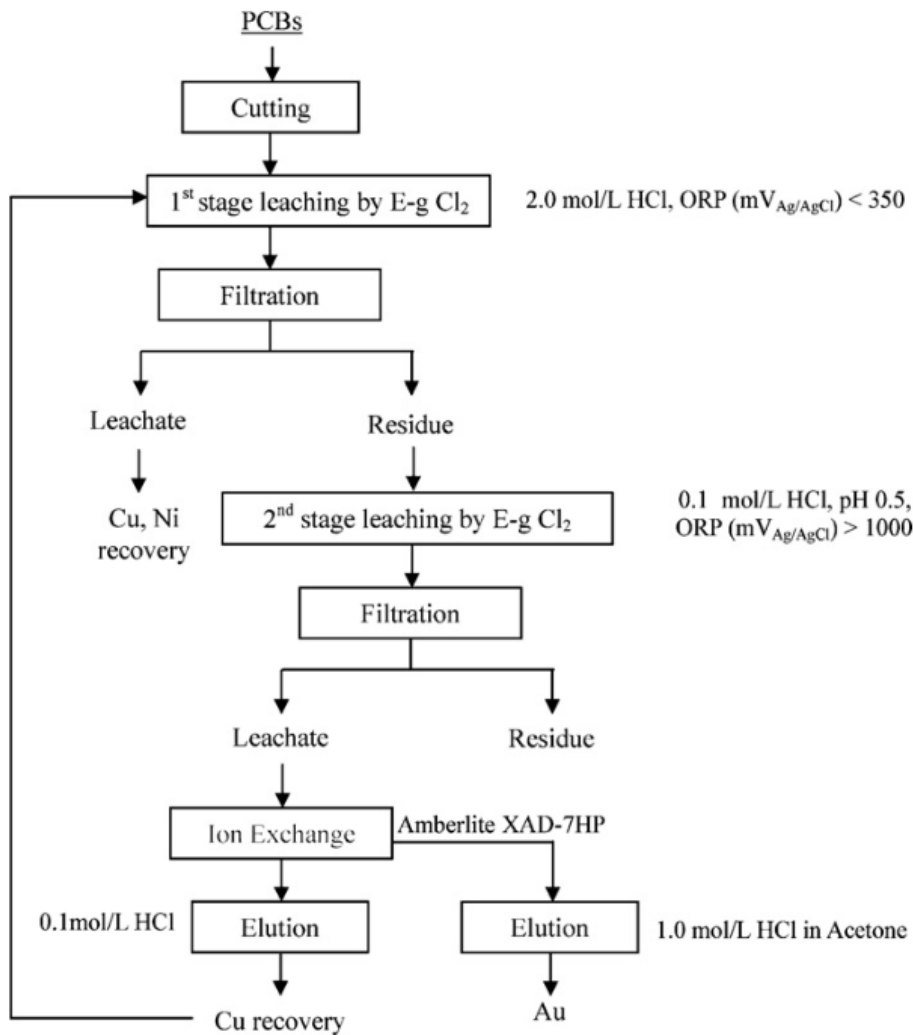 PCBs
Cutting
1st stage leaching by E-g Cl2
2.0 mol/L HCl, ORP (mVAg/AgCl) < 350
Filtration
Leachate
Residue
Cu, Ni
recovery
2nd stage leaching by E-g Cl2
0.1 mol/L HCl, pH 0.5,
ORP (mVAg/AgCl) > 1000
Filtration
Leachate
Residue
Ion Exchange
Amberlite XAD-7HP
0.1mol/L HCl
Elution
Elution
1.0 mol/L HCl in Acetone
Cu recovery
Au